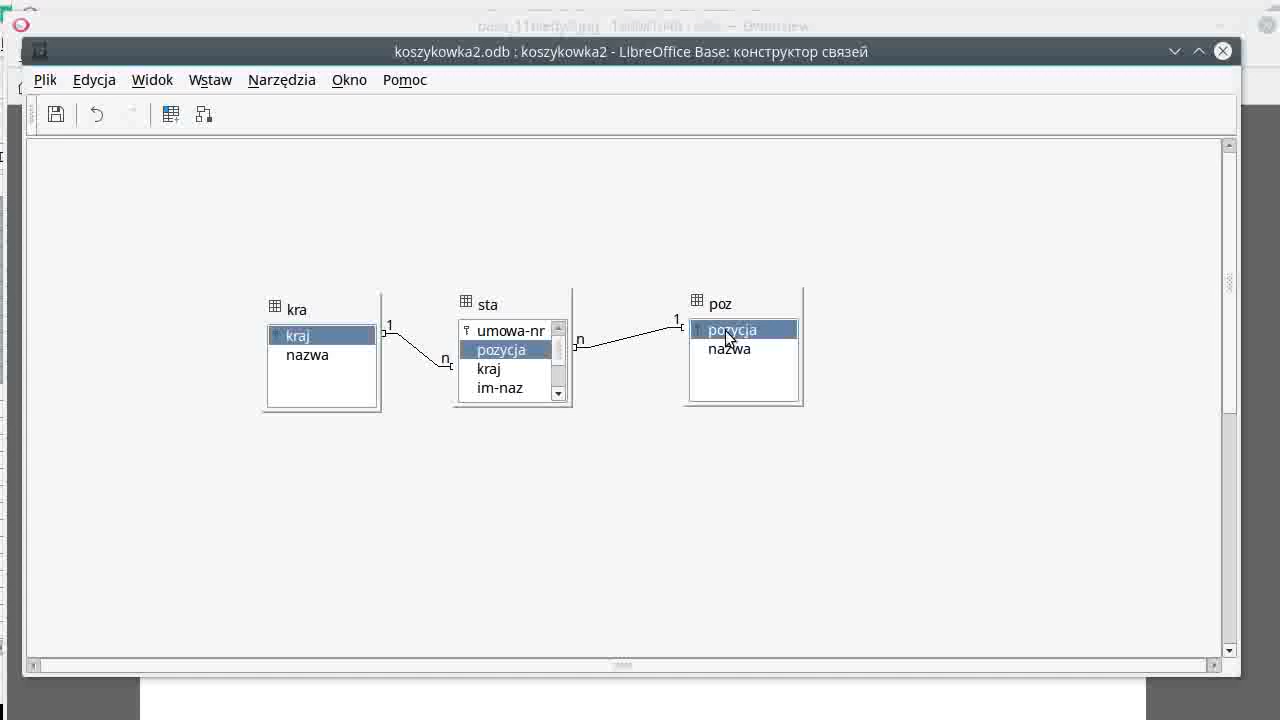 koszykowka2.odb : koszykowka2 - LibreOffice Base: конструктор связей
Plik Edycja Widok Wstaw Narzędzia Okno Pomoc
kra
kraj
nazwa
1
n
sta
umowa-nr
pozycja
kraj
im-naz
n
1
poz
pozycja
nazwa